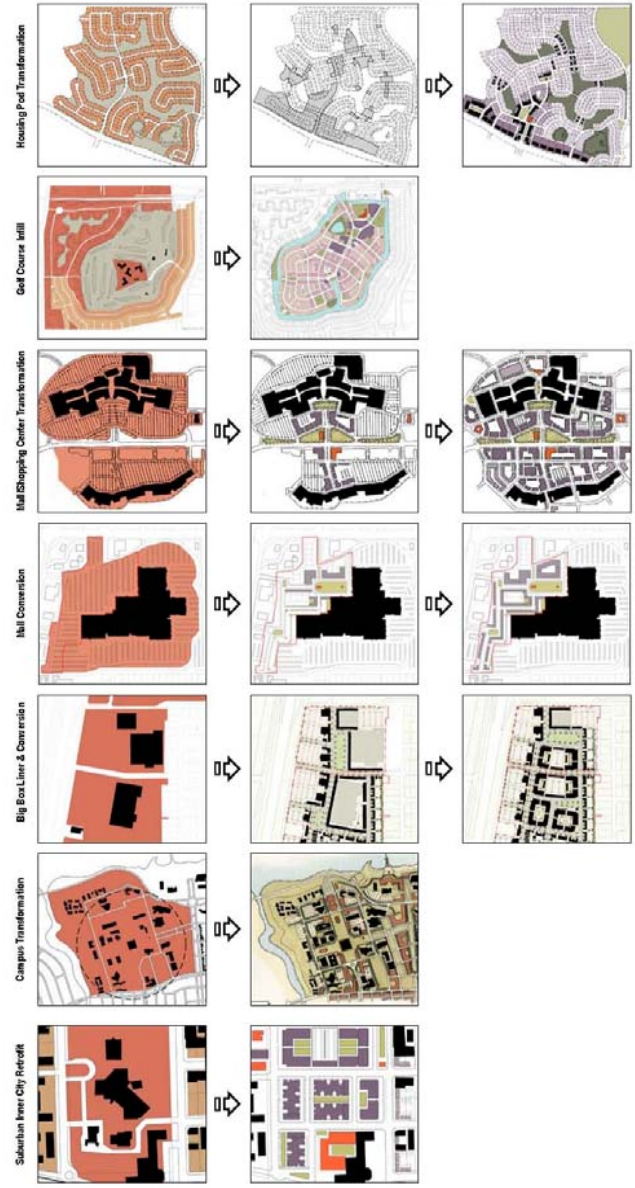 Housing Pod Transformation
Golf Course Infill
Mall/Shopping Center Transformation
Mall Conversion
Big Box Liner & Conversion
Campus Transformation
Suburban Inner City Retrofit